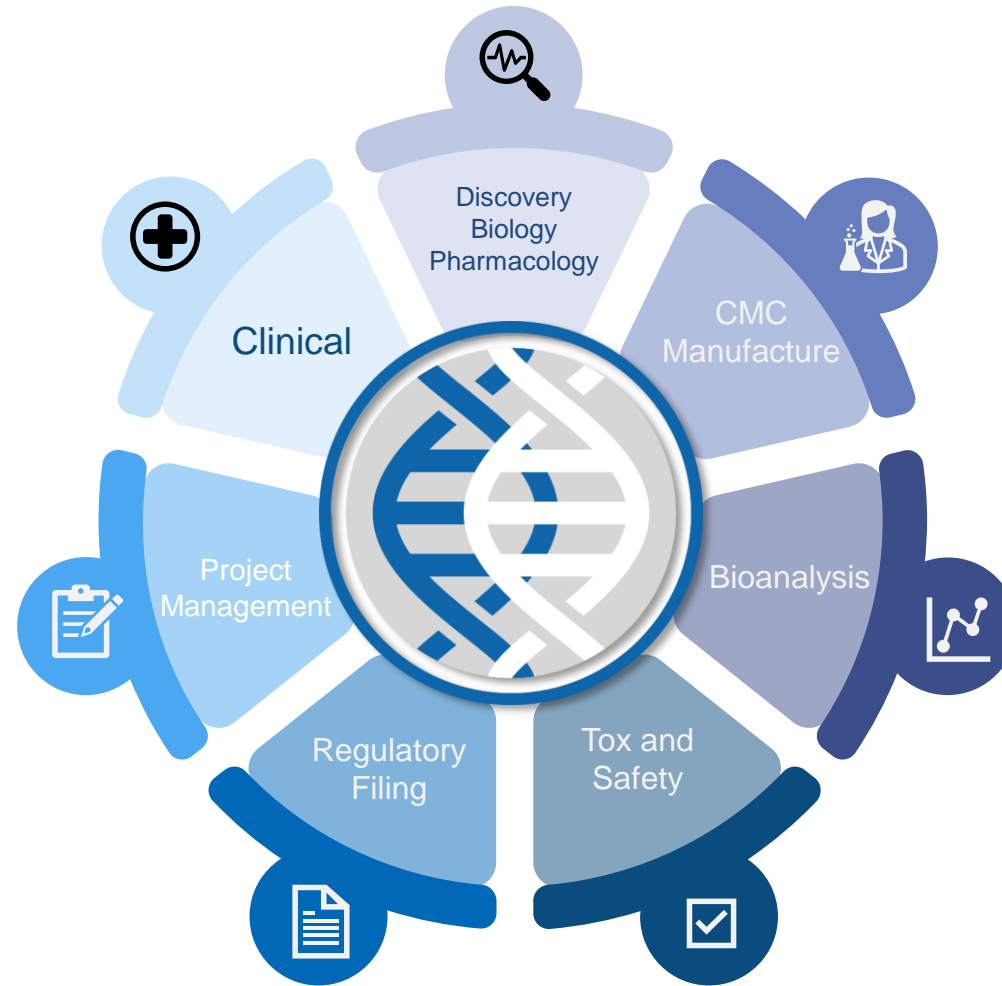 Discovery
Biology
Pharmacology
CMC
Manufacture
Bioanalysis
Tox and
Safety
Regulatory
Filing
Project
Management
Clinical